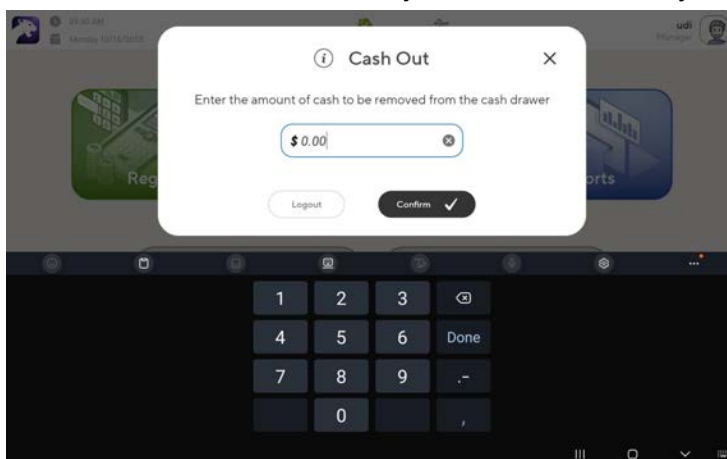 udi
Manager
Cash Out
Enter the amount of cash to be removed from the cash drawer
$ 0.00
Logout
Confirm
Reg
orts
1 2 3
4 5 6 Done
7 8 9 .-
0 ,